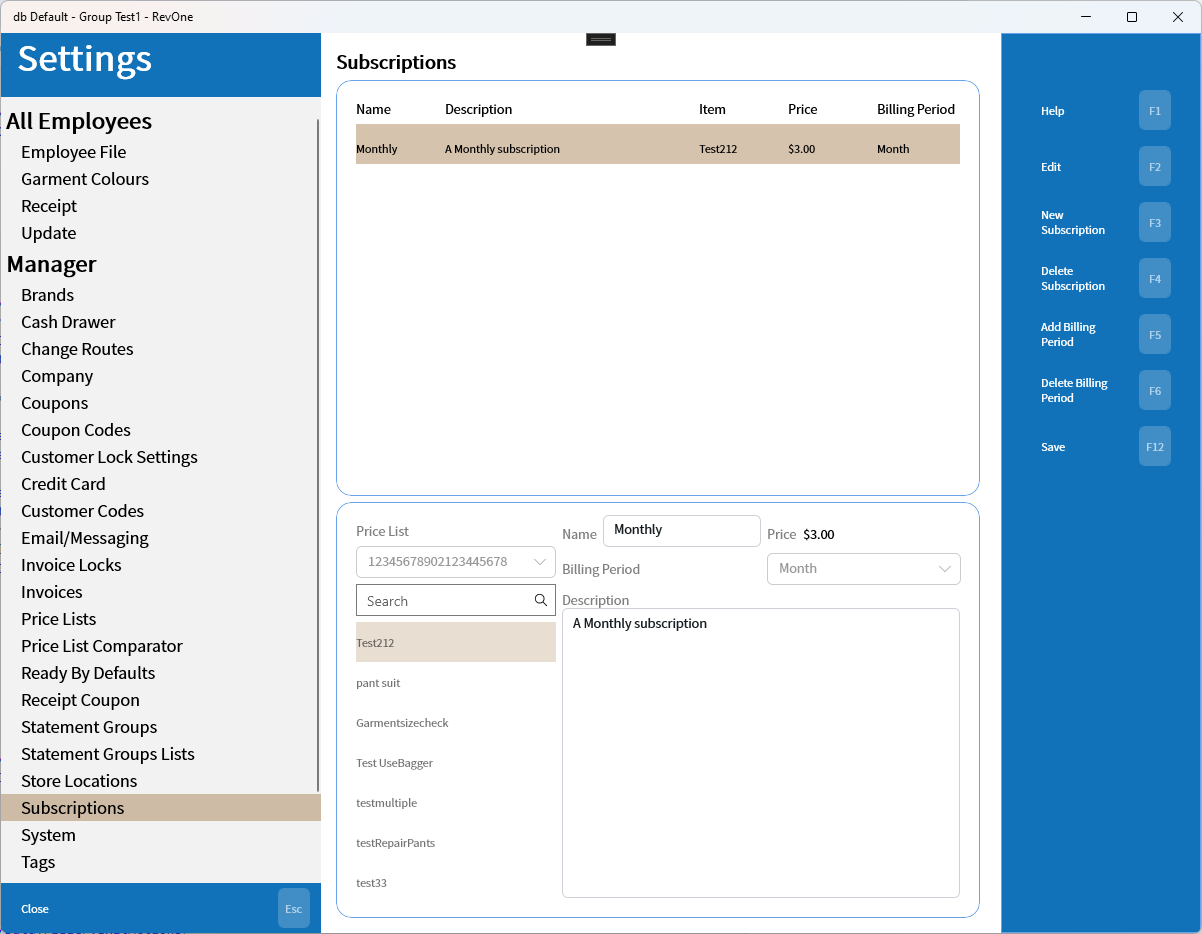 db Default - Group Test1 - RevOne
Settings
All Employees
Employee File
Garment Colours
Receipt
Update
Manager
Brands
Cash Drawer
Change Routes
Company
Coupons
Coupon Codes
Customer Lock Settings
Credit Card
Customer Codes
Email/Messaging
Invoice Locks
Invoices
Price Lists
Price List Comparator
Ready By Defaults
Receipt Coupon
Statement Groups
Statement Groups Lists
Store Locations
Subscriptions
System
Tags
Close Esc
Subscriptions
Name Description Item Price Billing Period
Monthly A Monthly subscription Test212 $3.00 Month
Price List
12345678902123445678
Search
Test212
pant suit
Garmentsizecheck
Test UseBagger
testmultiple
testRepairPants
test33
Name Monthly Price $3.00
Billing Period Month
Description
A Monthly subscription
Help F1
Edit F2
New
Subscription F3
Delete
Subscription F4
Add Billing
Period F5
Delete Billing
Period F6
Save F12